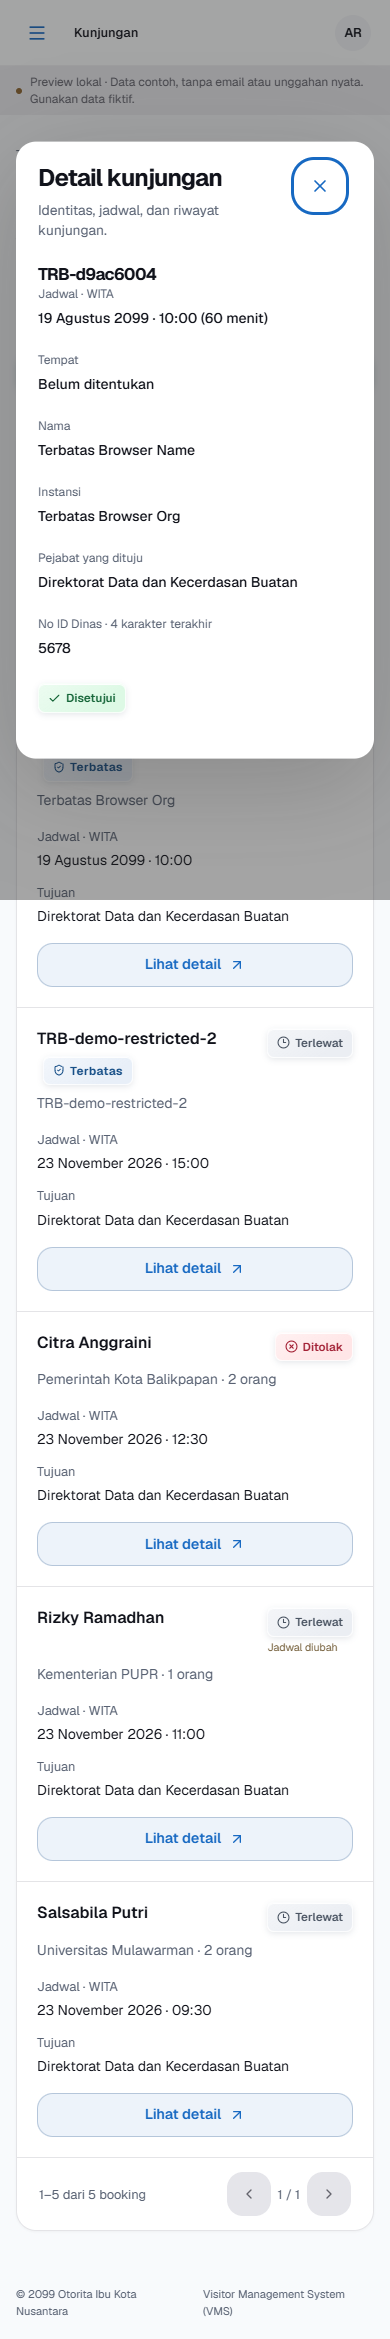 Kunjungan
AR
Preview lokal · Data contoh, tanpa email atau unggahan nyata.
Gunakan data fiktif.
Detail kunjungan
Identitas, jadwal, dan riwayat
kunjungan.
TRB-d9ac6004
Jadwal · WITA
19 Agustus 2099 · 10:00 (60 menit)
Tempat
Belum ditentukan
Nama
Terbatas Browser Name
Instansi
Terbatas Browser Org
Pejabat yang dituju
Direktorat Data dan Kecerdasan Buatan
No ID Dinas · 4 karakter terakhir
5678
Disetujui
Terbatas
Terbatas Browser Org
Jadwal · WITA
19 Agustus 2099 · 10:00
Tujuan
Direktorat Data dan Kecerdasan Buatan
Lihat detail
TRB-demo-restricted-2
Terlewat
Terbatas
TRB-demo-restricted-2
Jadwal · WITA
23 November 2026 · 15:00
Tujuan
Direktorat Data dan Kecerdasan Buatan
Lihat detail
Citra Anggraini
Ditolak
Pemerintah Kota Balikpapan · 2 orang
Jadwal · WITA
23 November 2026 · 12:30
Tujuan
Direktorat Data dan Kecerdasan Buatan
Lihat detail
Rizky Ramadhan
Terlewat
Jadwal diubah
Kementerian PUPR · 1 orang
Jadwal · WITA
23 November 2026 · 11:00
Tujuan
Direktorat Data dan Kecerdasan Buatan
Lihat detail
Salsabila Putri
Terlewat
Universitas Mulawarman · 2 orang
Jadwal · WITA
23 November 2026 · 09:30
Tujuan
Direktorat Data dan Kecerdasan Buatan
Lihat detail
1–5 dari 5 booking
1 / 1
© 2099 Otorita Ibu Kota
Nusantara
Visitor Management System
(VMS)